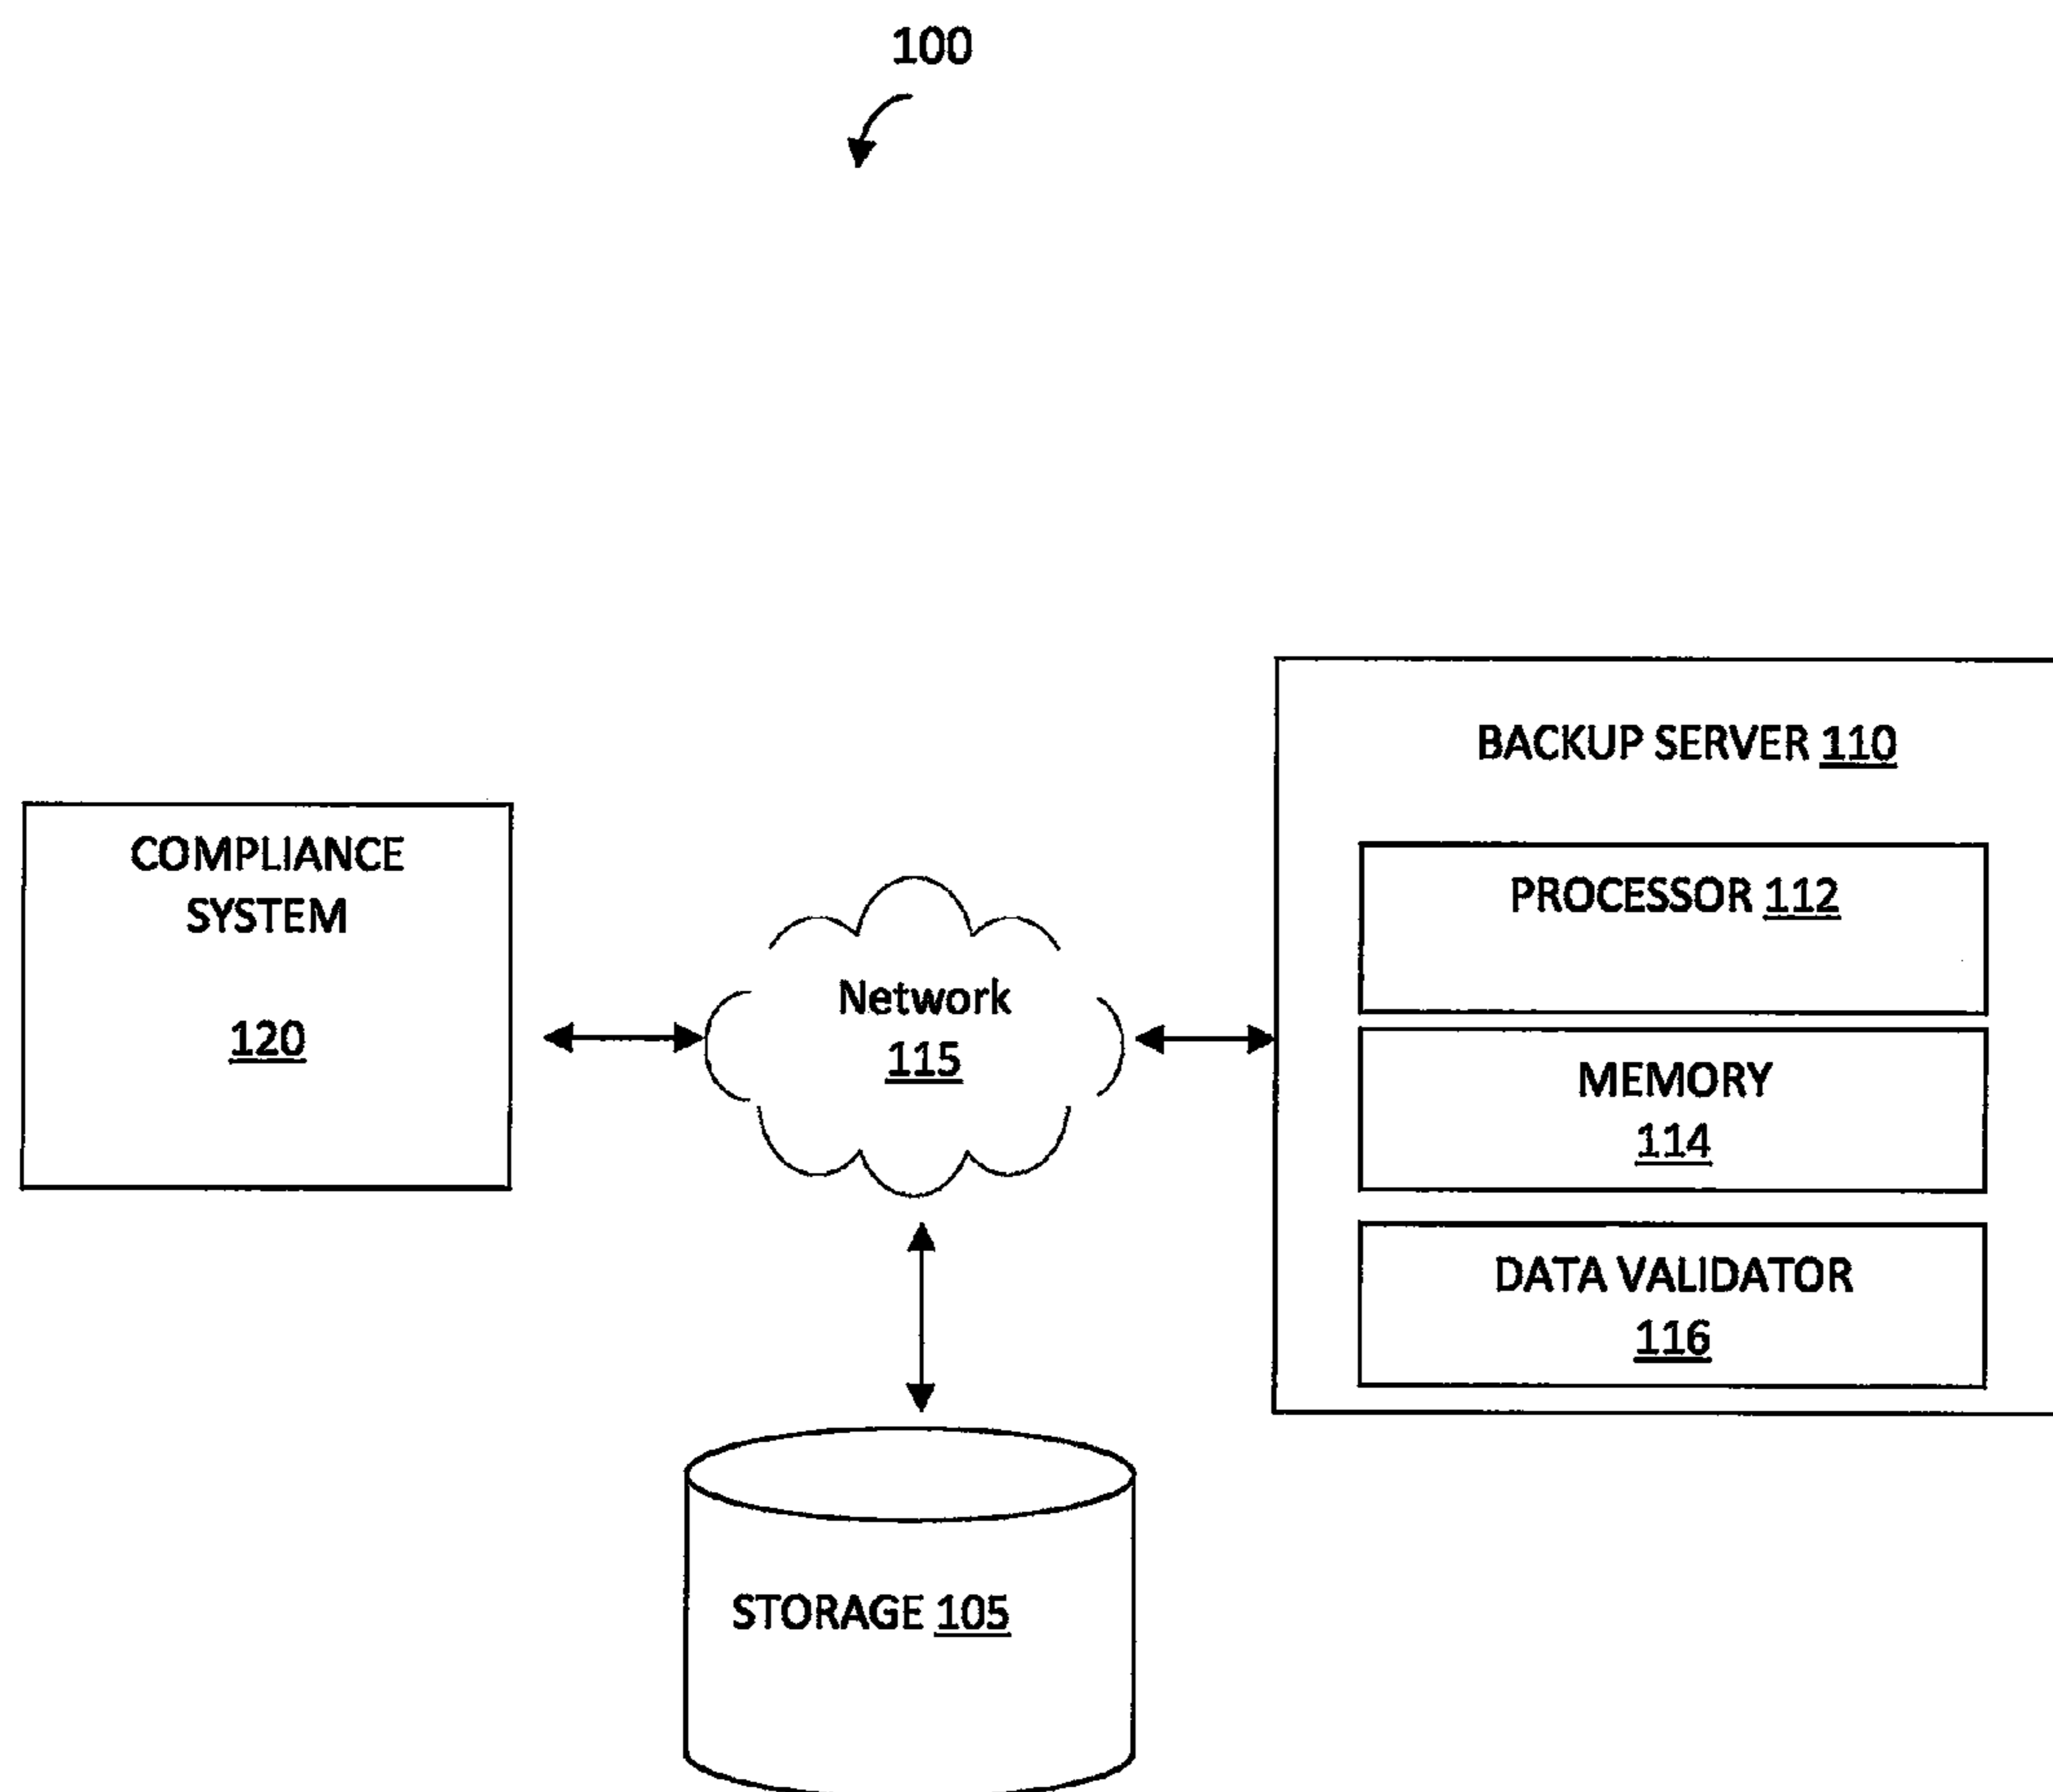 100
BACKUP SERVER 110
COMPLIANCE
SYSTEM
120
PROCESSOR 112
Network
115
MEMORY
114
DATA VALIDATOR
116
STORAGE 105